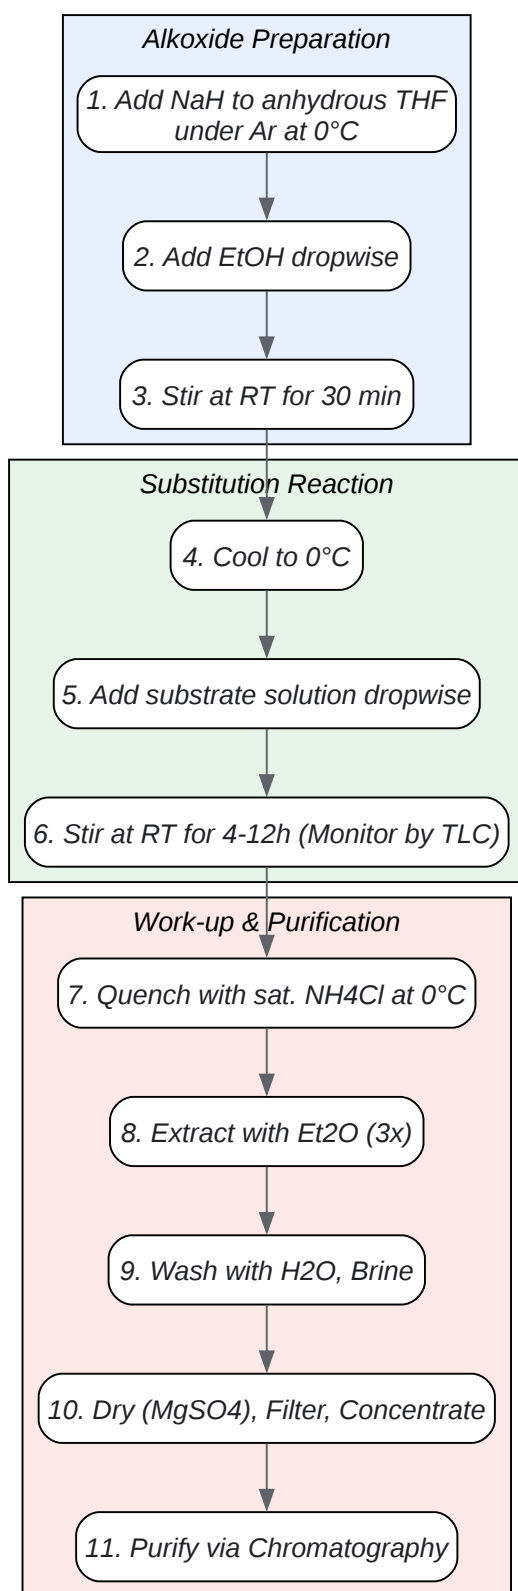 Alkoxide Preparation
1. Add NaH to anhydrous THF
under Ar at 0°C
2. Add EtOH dropwise
3. Stir at RT for 30 min
Substitution Reaction
4. Cool to 0°C
5. Add substrate solution dropwise
6. Stir at RT for 4-12h (Monitor by TLC)
Work-up & Purification
7. Quench with sat. NH4Cl at 0°C
8. Extract with Et2O (3x)
9. Wash with H2O, Brine
10. Dry (MgSO4), Filter, Concentrate
11. Purify via Chromatography